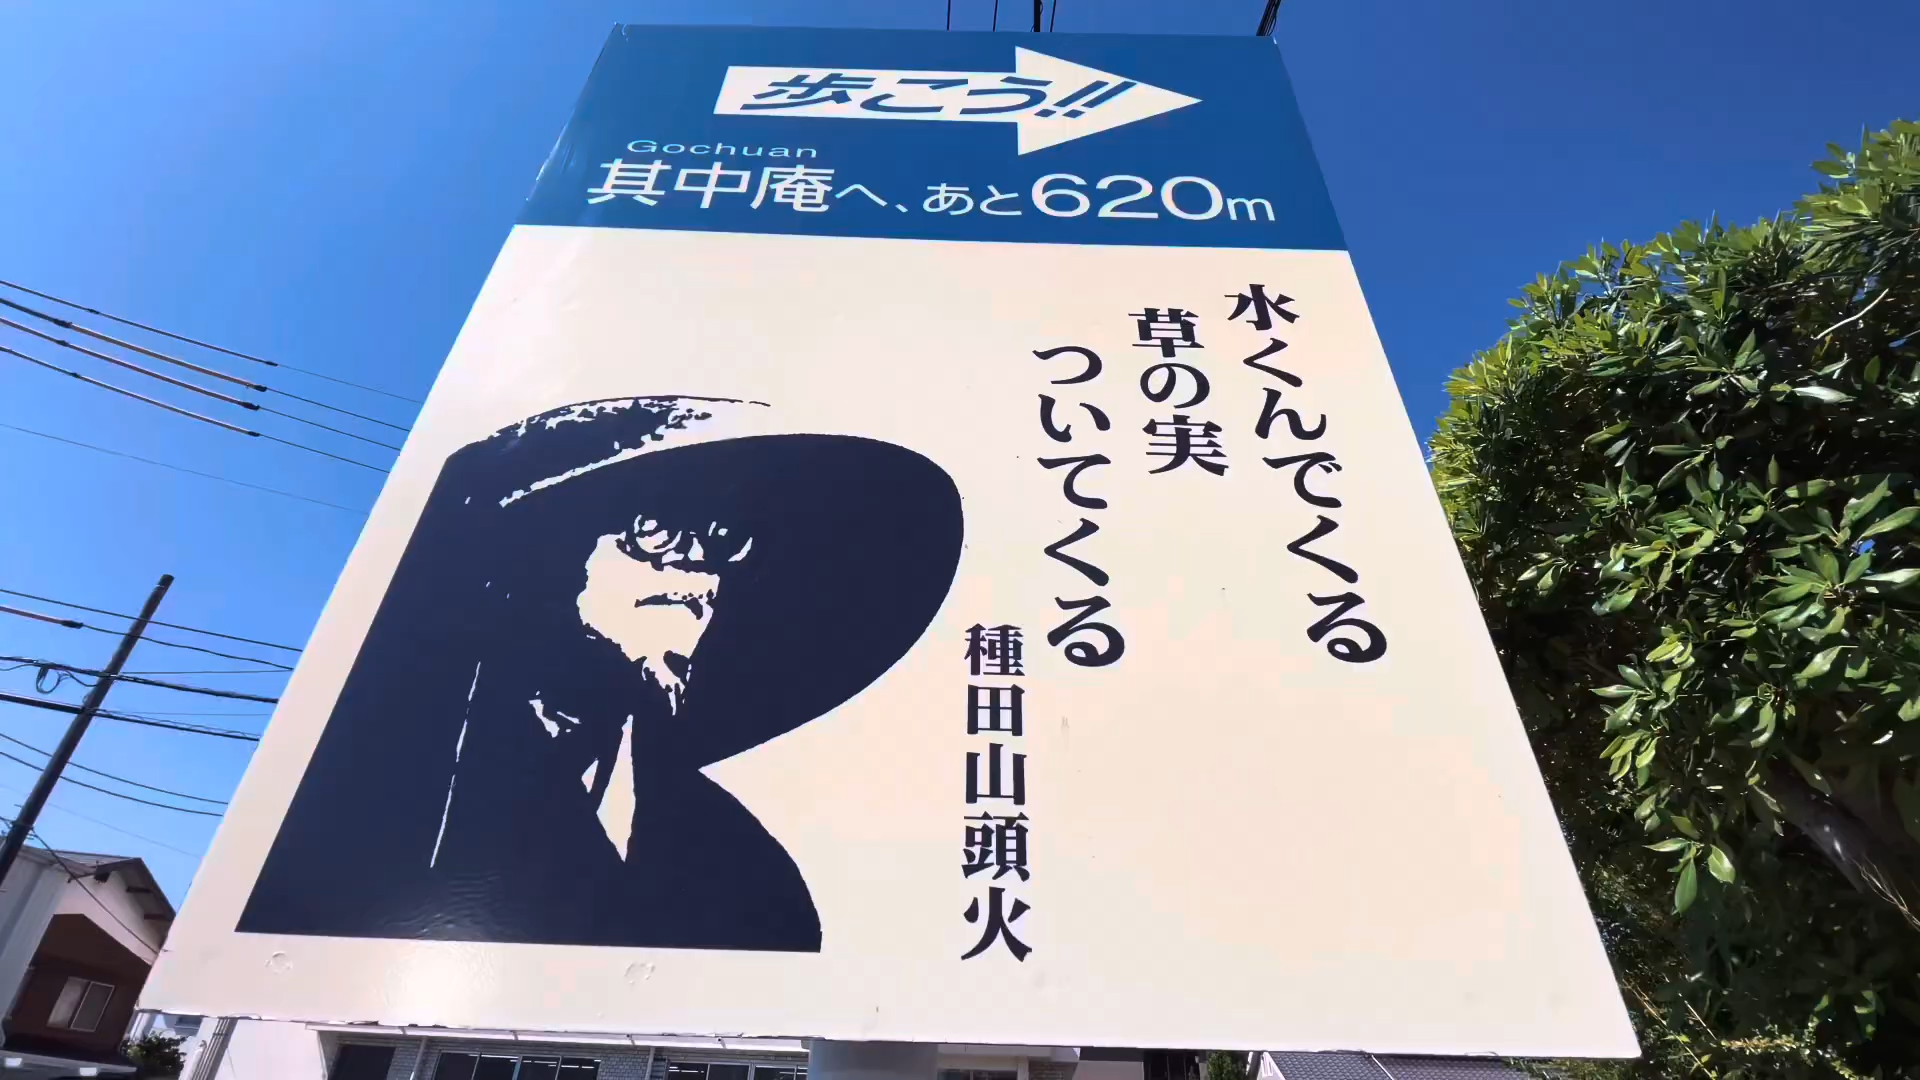 歩こう!!
Gochuan
其中庵へ、あと620m
水くんでくる
草の実
ついてくる
種田山頭火